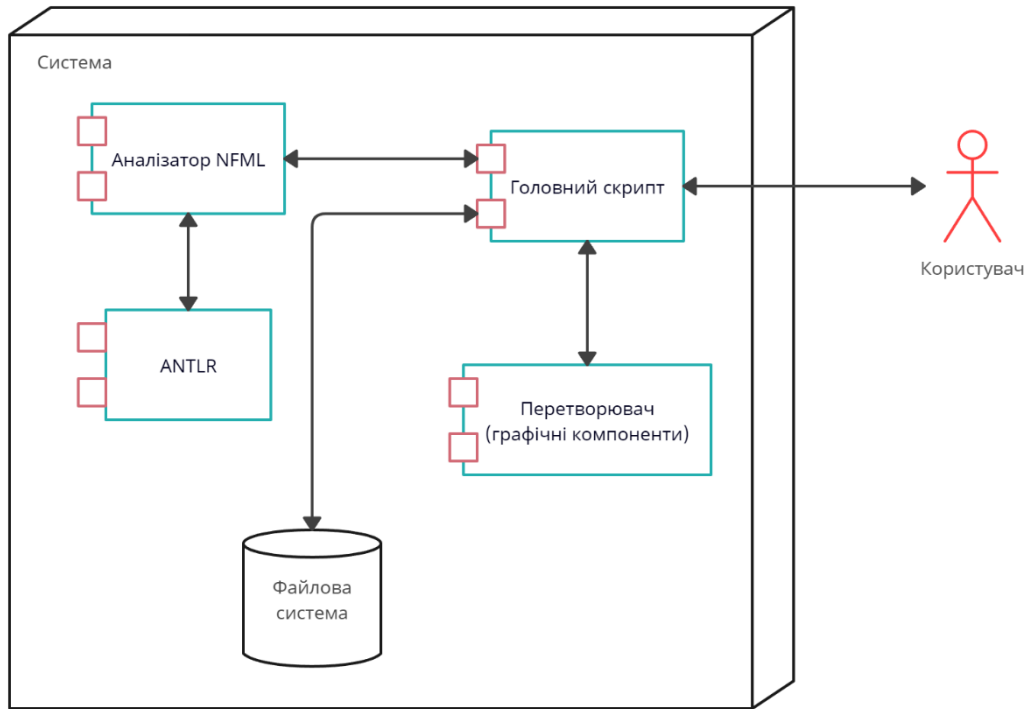 Система
Аналізатор NFML
Головний скрипт
Користувач
ANTLR
Перетворювач
(графічні компоненти)
Файлова
система